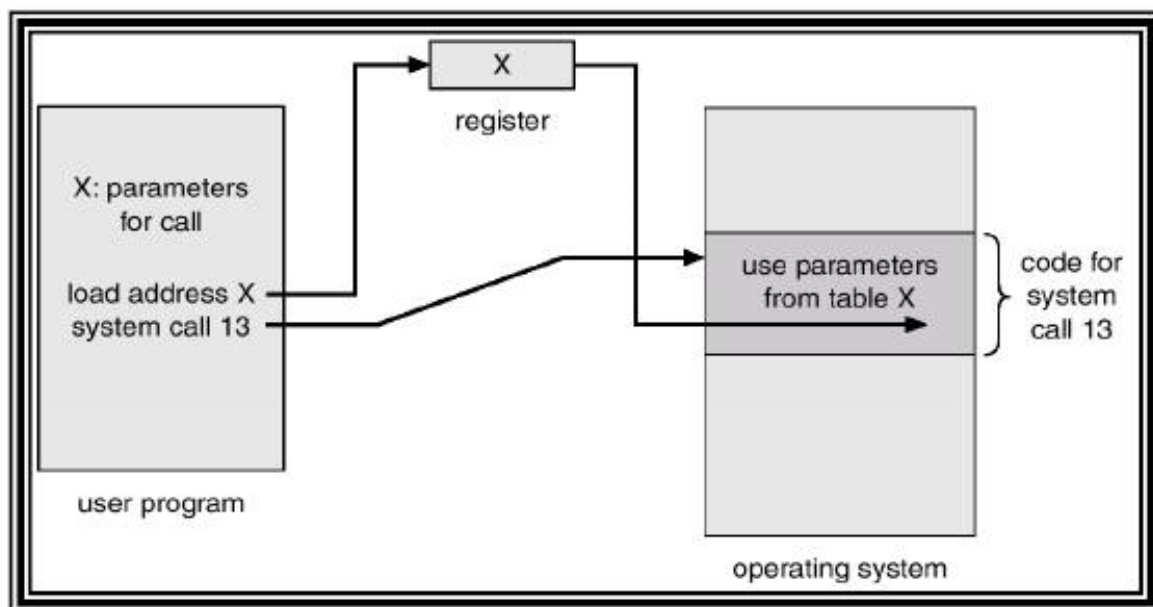 X
register
X: parameters
for call
load address X
system call 13
user program
use parameters
from table X
code for
system
call 13
operating system